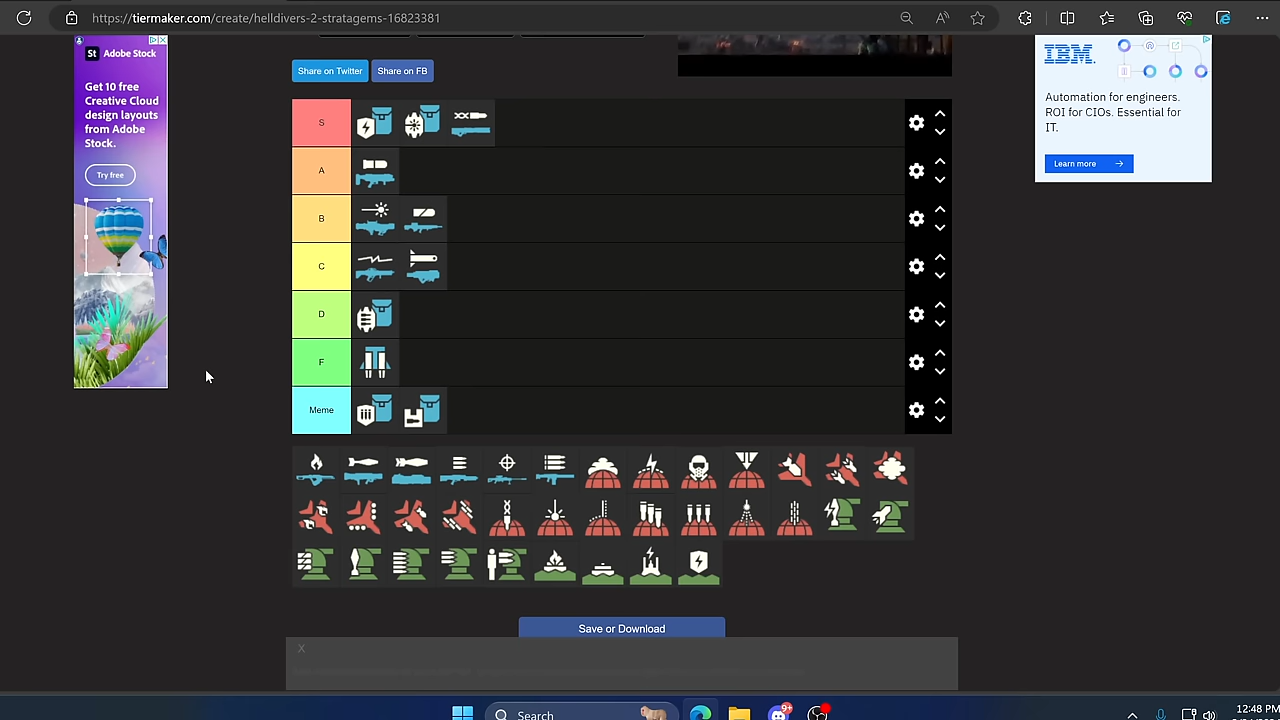 https://tiermaker.com/create/helldivers-2-stratagems-16823381
St Adobe Stock
Get 10 free
Creative Cloud
design layouts
from Adobe
Stock.
Try free
Share on Twitter
Share on FB
IBM.
Automation for engineers.
ROI for CIOs. Essential for
IT.
Learn more
S
A
B
C
D
F
Meme
Save or Download
X
Search
9+
12:48 PM